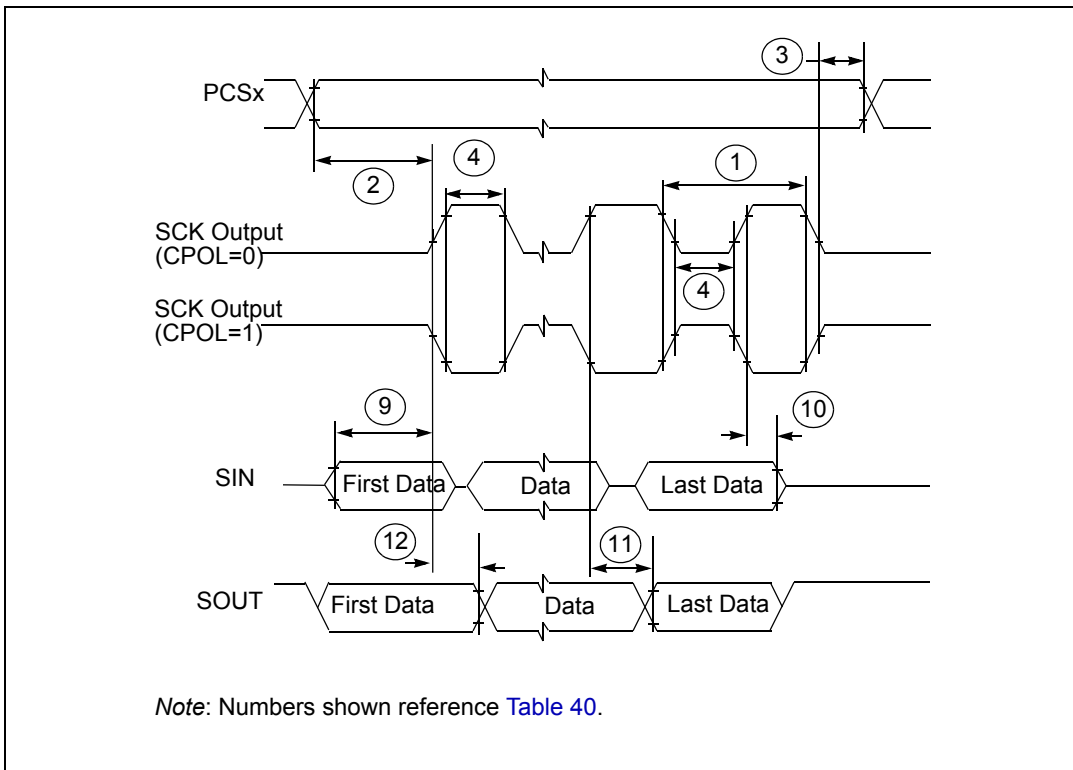 3
PCSx
2
4
1
SCK Output
(CPOL=0)
4
SCK Output
(CPOL=1)
9
10
SIN
First Data
Data
Last Data
12
11
SOUT
First Data
Data
Last Data
Note: Numbers shown reference Table 40.